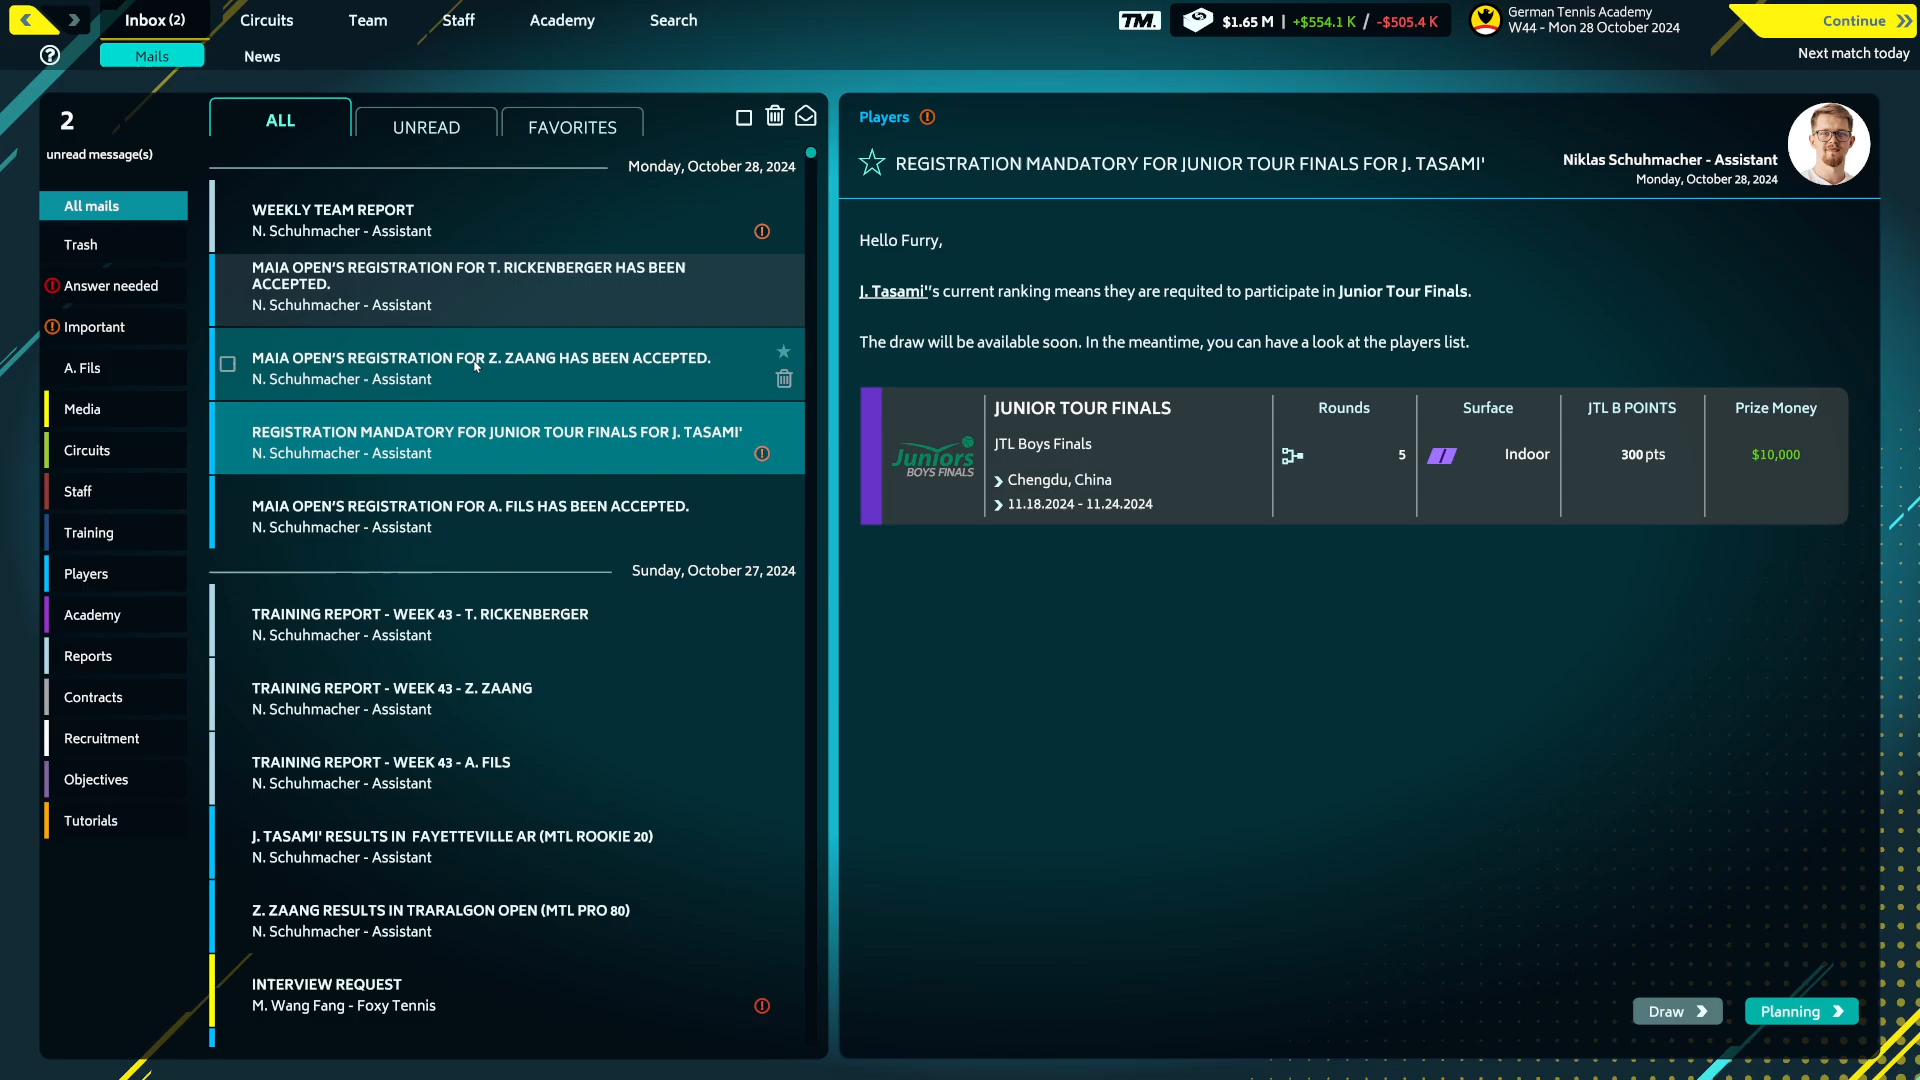 Inbox (2)
Circuits
Team
Staff
Academy
Search
TM.
$1.65 M | +$554.1 K / -$505.4 K
German Tennis Academy
W44 - Mon 28 October 2024
Continue
Next match today
Mails
News
2
unread message(s)
All mails
Trash
Answer needed
Important
A. Fils
Media
Circuits
Staff
Training
Players
Academy
Reports
Contracts
Recruitment
Objectives
Tutorials
ALL
UNREAD
FAVORITES
Monday, October 28, 2024
WEEKLY TEAM REPORT
N. Schuhmacher - Assistant
MAIA OPEN'S REGISTRATION FOR T. RICKENBERGER HAS BEEN
ACCEPTED.
N. Schuhmacher - Assistant
MAIA OPEN'S REGISTRATION FOR Z. ZAANG HAS BEEN ACCEPTED.
N. Schuhmacher - Assistant
REGISTRATION MANDATORY FOR JUNIOR TOUR FINALS FOR J. TASAMI'
N. Schuhmacher - Assistant
MAIA OPEN'S REGISTRATION FOR A. FILS HAS BEEN ACCEPTED.
N. Schuhmacher - Assistant
Sunday, October 27, 2024
TRAINING REPORT - WEEK 43 - T. RICKENBERGER
N. Schuhmacher - Assistant
TRAINING REPORT - WEEK 43 - Z. ZAANG
N. Schuhmacher - Assistant
TRAINING REPORT - WEEK 43 - A. FILS
N. Schuhmacher - Assistant
J. TASAMI' RESULTS IN FAYETTEVILLE AR (MTL ROOKIE 20)
N. Schuhmacher - Assistant
Z. ZAANG RESULTS IN TRARALGON OPEN (MTL PRO 80)
N. Schuhmacher - Assistant
INTERVIEW REQUEST
M. Wang Fang - Foxy Tennis
Players
REGISTRATION MANDATORY FOR JUNIOR TOUR FINALS FOR J. TASAMI'
Niklas Schuhmacher - Assistant
Monday, October 28, 2024
Hello Furry,
J. Tasami''s current ranking means they are requited to participate in Junior Tour Finals.
The draw will be available soon. In the meantime, you can have a look at the players list.
Juniors
BOYS FINALS
JUNIOR TOUR FINALS
JTL Boys Finals
Chengdu, China
11.18.2024 - 11.24.2024
Rounds
5
Surface
Indoor
JTL B POINTS
300 pts
Prize Money
$10,000
Draw
Planning